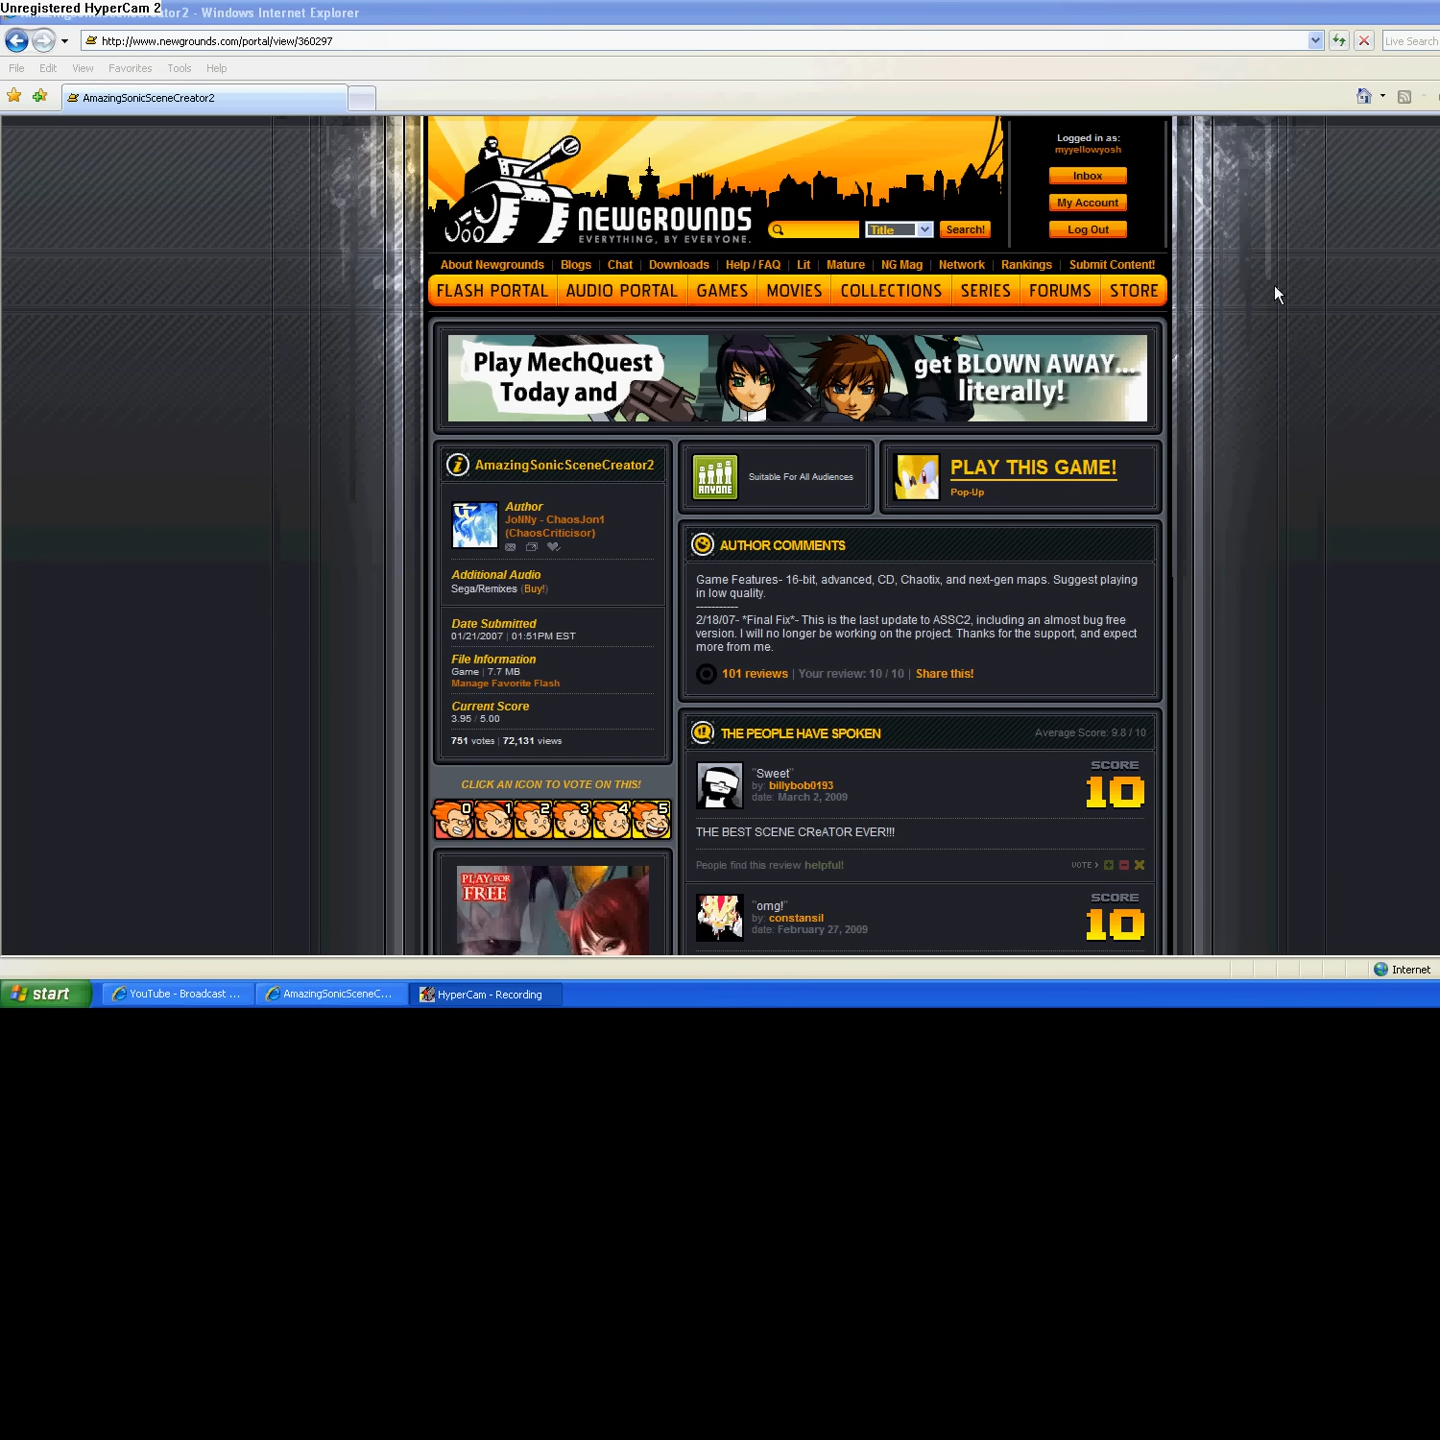 Unregistered HyperCam 2
Creator2 - Windows Internet Explorer
http://www.newgrounds.com/portal/view/360297
Live Search
File Edit View Favorites Tools Help
AmazingSonicSceneCreator2
Logged in as:
myyellowyosh
Inbox
My Account
Log Out
NEWGROUNDS
EVERYTHING, BY EVERYONE.
Title
Search!
About Newgrounds | Blogs | Chat | Downloads | Help / FAQ | Lit | Mature | NG Mag | Network | Rankings | Submit Content!
FLASH PORTAL AUDIO PORTAL GAMES MOVIES COLLECTIONS SERIES FORUMS STORE
Play MechQuest
Today and
get BLOWN AWAY...
literally!
AmazingSonicSceneCreator2
Author
JoNNy - ChaosJon1
(ChaosCriticisor)
Additional Audio
Sega/Remixes (Buy!)
Date Submitted
01/21/2007 | 01:51PM EST
File Information
Game | 7.7 MB
Manage Favorite Flash
Current Score
3.95 / 5.00
751 votes | 72,131 views
CLICK AN ICON TO VOTE ON THIS!
0 1 2 3 4 5
PLAY FOR
FREE
ANYONE
Suitable For All Audiences
PLAY THIS GAME!
Pop-Up
AUTHOR COMMENTS
Game Features- 16-bit, advanced, CD, Chaotix, and next-gen maps. Suggest playing
in low quality.
-----------
2/18/07- *Final Fix*- This is the last update to ASSC2, including an almost bug free
version. I will no longer be working on the project. Thanks for the support, and expect
more from me.
101 reviews | Your review: 10 / 10 | Share this!
THE PEOPLE HAVE SPOKEN
Average Score: 9.8 / 10
"Sweet"
by: billybob0193
date: March 2, 2009
SCORE
10
THE BEST SCENE CReATOR EVER!!!
People find this review helpful!
VOTE >
"omg!"
by: constansil
date: February 27, 2009
SCORE
10
Internet
start
YouTube - Broadcast ...
AmazingSonicSceneC...
HyperCam - Recording